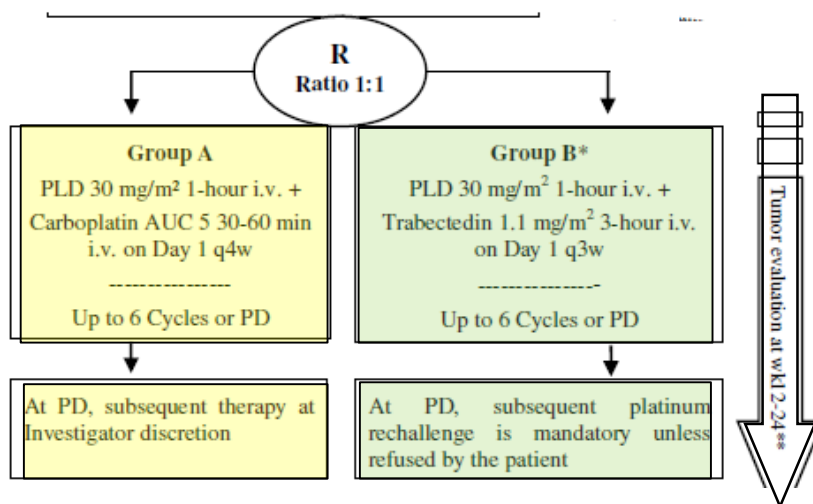 R
Ratio 1:1
Group A
PLD 30 mg/m² 1-hour i.v. +
Carboplatin AUC 5 30-60 min
i.v. on Day 1 q4w
----------------
Up to 6 Cycles or PD
Group B*
PLD 30 mg/m² 1-hour i.v. +
Trabectedin 1.1 mg/m² 3-hour i.v.
on Day 1 q3w
----------------
Up to 6 Cycles or PD
At PD, subsequent therapy at
Investigator discretion
At PD, subsequent platinum
rechallenge is mandatory unless
refused by the patient
Tumor evaluation at wk12-24**